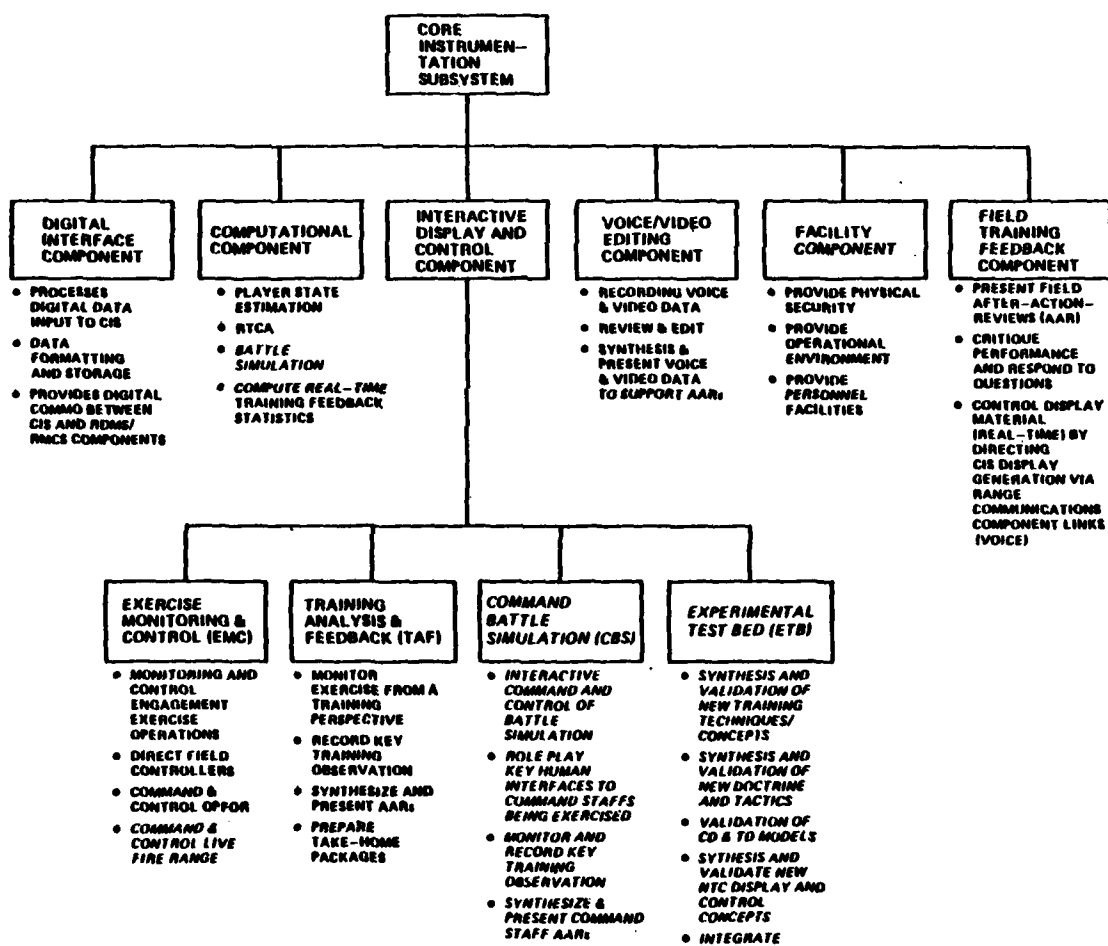 CORE
INSTRUMEN-
TATION
SUBSYSTEM
DIGITAL
INTERFACE
COMPONENT
• PROCESSES
DIGITAL DATA
INPUT TO CIS
• DATA
FORMATTING
AND STORAGE
• PROVIDES DIGITAL
COMMO BETWEEN
CIS AND RDMS/
RMCS COMPONENTS
COMPUTATIONAL
COMPONENT
• PLAYER STATE
ESTIMATION
• RTCA
• BATTLE
SIMULATION
• COMPUTE REAL-TIME
TRAINING FEEDBACK
STATISTICS
INTERACTIVE
DISPLAY AND
CONTROL
COMPONENT
VOICE/VIDEO
EDITING
COMPONENT
• RECORDING VOICE
& VIDEO DATA
• REVIEW & EDIT
• SYNTHESIS &
PRESENT VOICE
& VIDEO DATA
TO SUPPORT AARs
FACILITY
COMPONENT
• PROVIDE PHYSICAL
SECURITY
• PROVIDE
OPERATIONAL
ENVIRONMENT
• PROVIDE
PERSONNEL
FACILITIES
FIELD
TRAINING
FEEDBACK
COMPONENT
• PRESENT FIELD
AFTER-ACTION-
REVIEWS (AAR)
• CRITIQUE
PERFORMANCE
AND RESPOND TO
QUESTIONS
• CONTROL DISPLAY
MATERIAL
(REAL-TIME) BY
DIRECTING
CIS DISPLAY
GENERATION VIA
RANGE
COMMUNICATIONS
COMPONENT LINKS
(VOICE)
EXERCISE
MONITORING &
CONTROL (EMC)
• MONITORING AND
CONTROL
ENGAGEMENT
EXERCISE
OPERATIONS
• DIRECT FIELD
CONTROLLERS
• COMMAND &
CONTROL OPFOR
• COMMAND &
CONTROL LIVE
FIRE RANGE
TRAINING
ANALYSIS &
FEEDBACK (TAF)
• MONITOR
EXERCISE FROM A
TRAINING
PERSPECTIVE
• RECORD KEY
TRAINING
OBSERVATION
• SYNTHESIZE AND
PRESENT AARs
• PREPARE
TAKE-HOME
PACKAGES
COMMAND
BATTLE
SIMULATION (CBS)
• INTERACTIVE
COMMAND AND
CONTROL OF
BATTLE
SIMULATION
• ROLE PLAY
KEY HUMAN
INTERFACES TO
COMMAND STAFFS
BEING EXERCISED
• MONITOR AND
RECORD KEY
TRAINING
OBSERVATION
• SYNTHESIZE &
PRESENT COMMAND
STAFF AARs
EXPERIMENTAL
TEST BED (ETB)
• SYNTHESIS AND
VALIDATION OF
NEW TRAINING
TECHNIQUES/
CONCEPTS
• SYNTHESIS AND
VALIDATION OF
NEW DOCTRINE
AND TACTICS
• VALIDATION OF
CD & TD MODELS
• SYTHESIS AND
VALIDATE NEW
NTC DISPLAY AND
CONTROL
CONCEPTS
• INTEGRATE